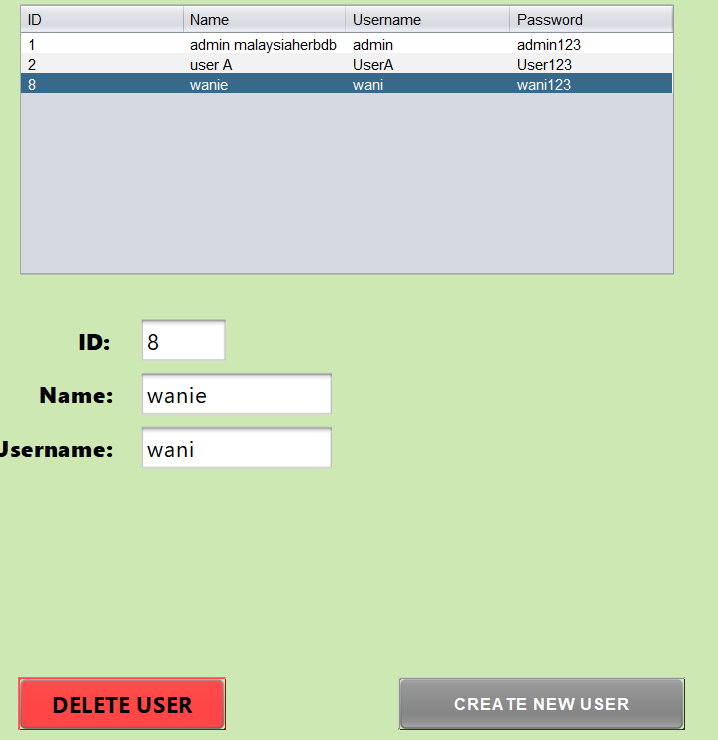 ID Name Username Password
1 admin malaysiaherbdb admin admin123
2 user A UserA User123
8 wanie wani wani123
ID: 8
Name: wanie
Username: wani
DELETE USER CREATE NEW USER